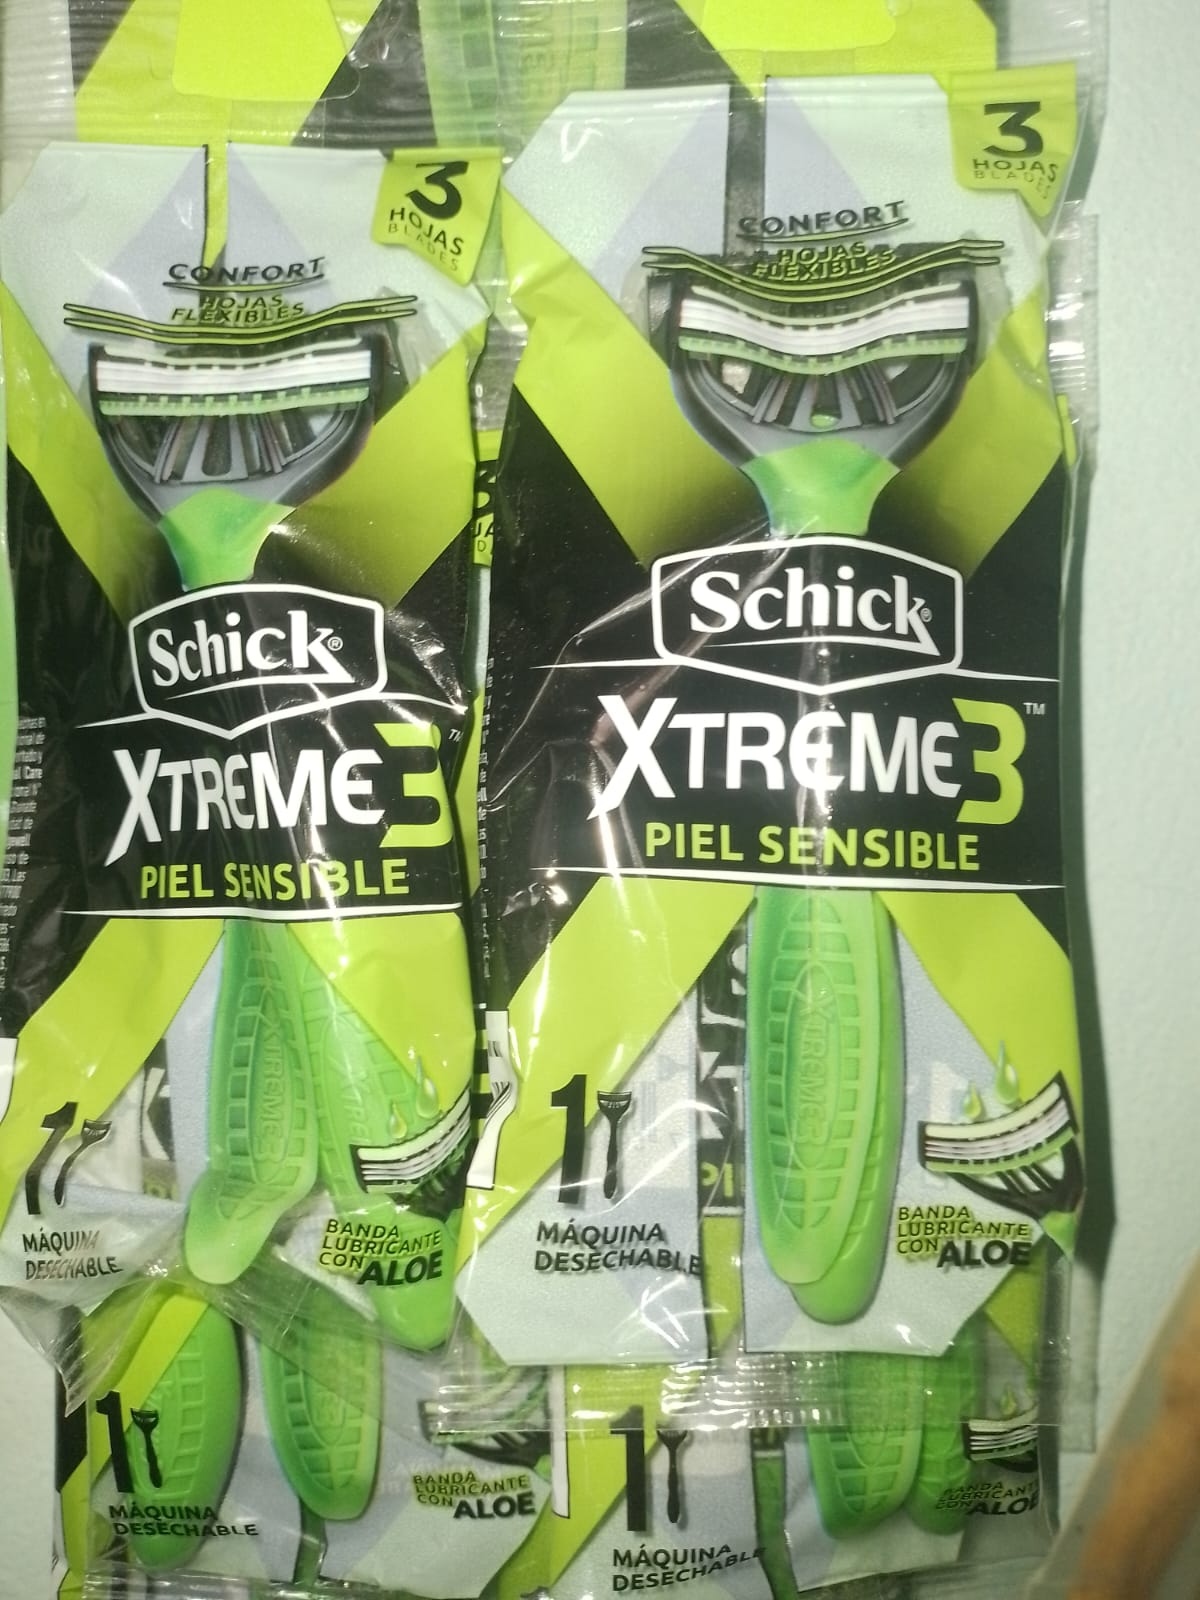 3
HOJAS
BLADES
CONFORT
HOJAS
FLEXIBLES
Schick®
XTREME3™
PIEL SENSIBLE
XTREME3
1
MÁQUINA
DESECHABLE
BANDA
LUBRICANTE
CON ALOE
3
HOJAS
BLADES
CONFORT
HOJAS
FLEXIBLES
Schick®
XTREME3™
PIEL SENSIBLE
XTREME3
1
MÁQUINA
DESECHABLE
BANDA
LUBRICANTE
CON ALOE
1
MÁQUINA
DESECHABLE
BANDA
LUBRICANTE
CON ALOE
1
MÁQUINA
DESECHABLE
BANDA
LUBRICANTE
CON ALOE